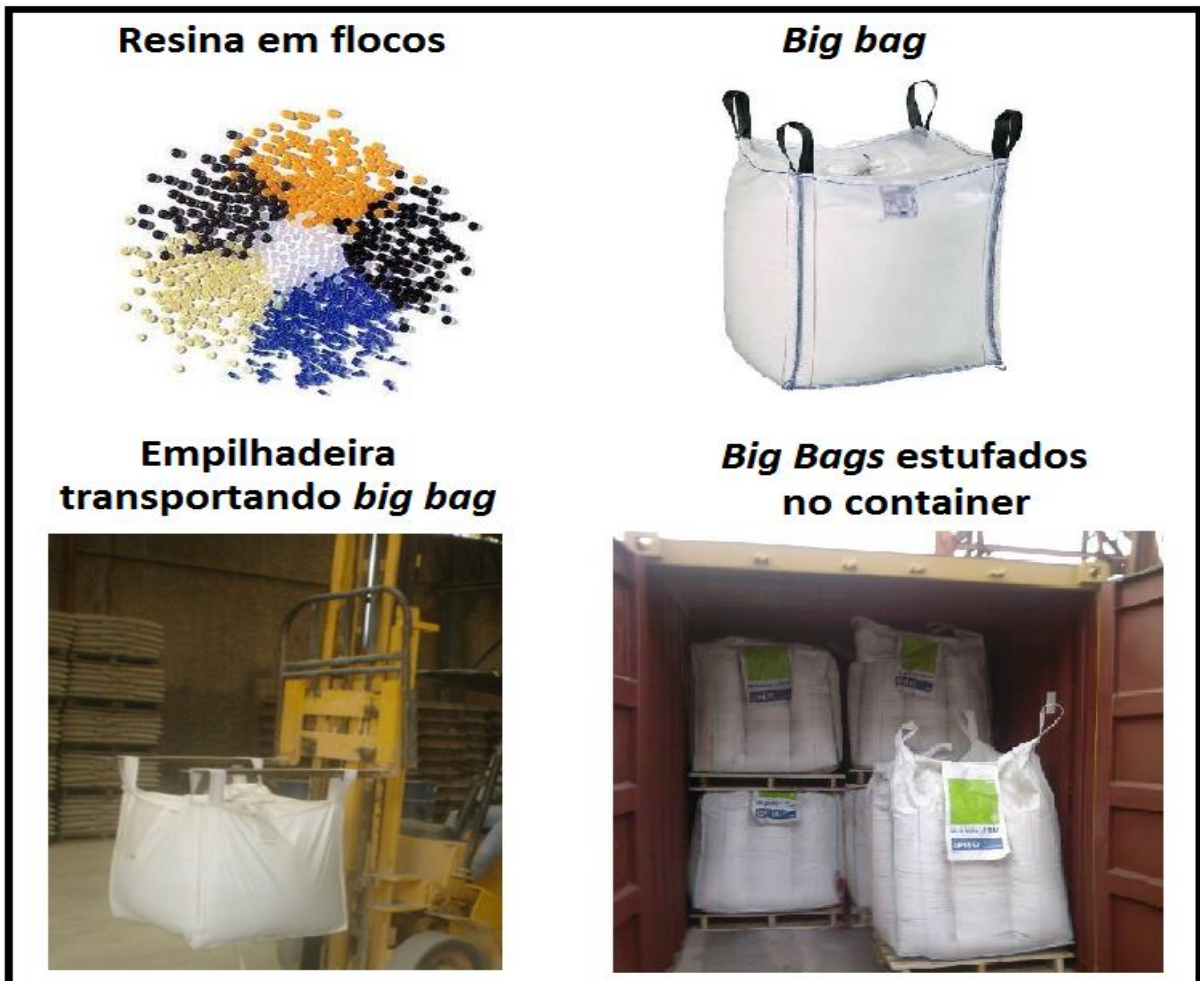 Resina em flocos
Big bag
Empilhadeira
transportando big bag
Big Bags estufados
no container